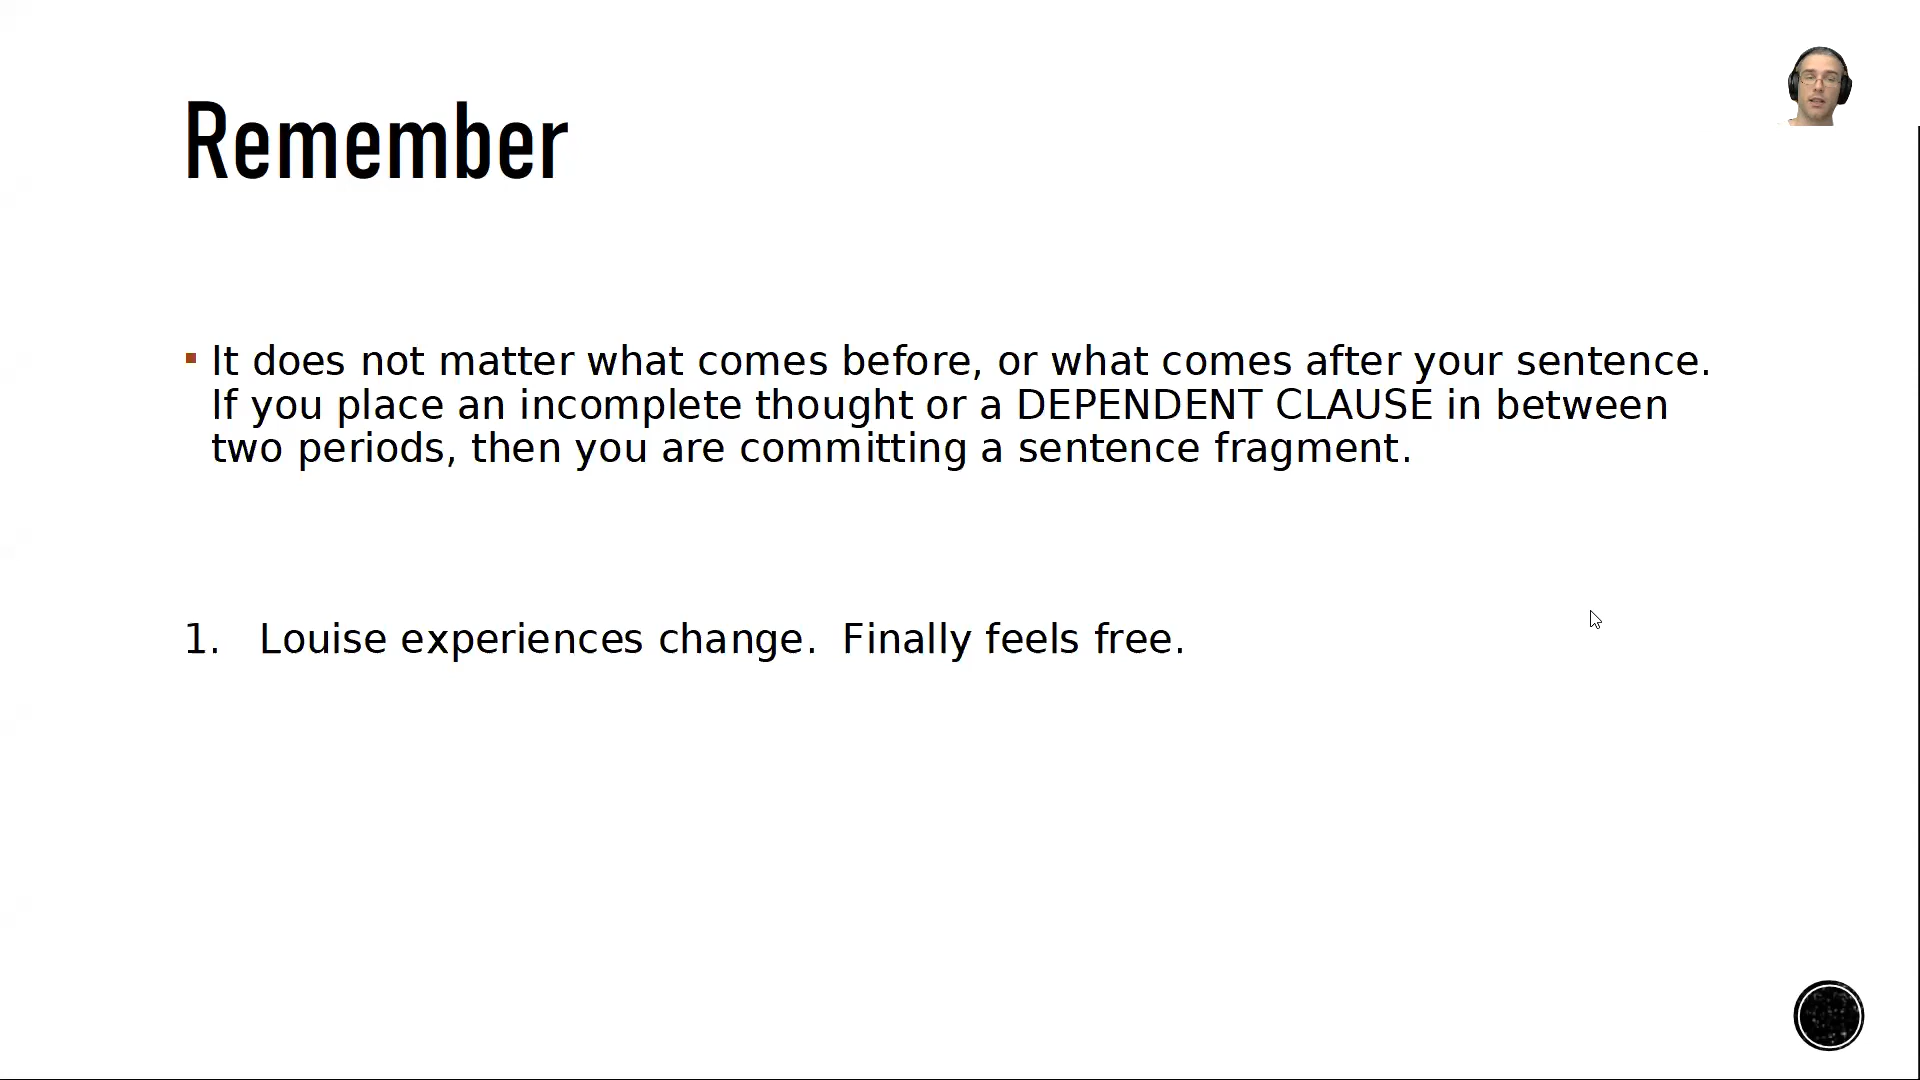 Remember
▪ It does not matter what comes before, or what comes after your sentence.
If you place an incomplete thought or a DEPENDENT CLAUSE in between
two periods, then you are committing a sentence fragment.
1. Louise experiences change.  Finally feels free.